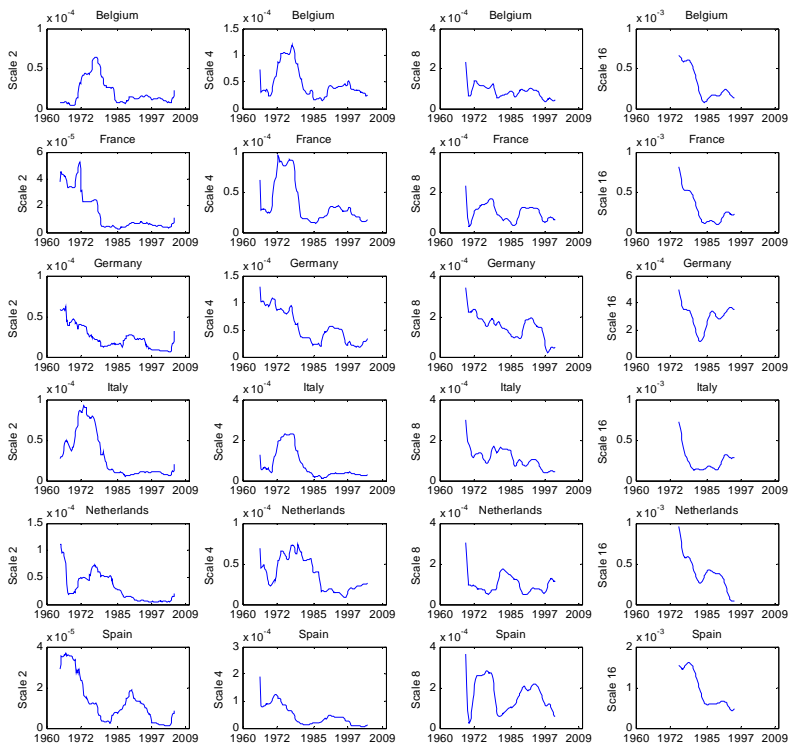 x 10-4 Belgium
1
0.5
0
Scale 2
1960 1972 1985 1997 2009
x 10-4 Belgium
1.5
1
0.5
0
Scale 4
1960 1972 1985 1997 2009
x 10-4 Belgium
4
2
0
Scale 8
1960 1972 1985 1997 2009
x 10-3 Belgium
1
0.5
0
Scale 16
1960 1972 1985 1997 2009
x 10-5 France
6
4
2
0
Scale 2
1960 1972 1985 1997 2009
x 10-4 France
1
0.5
0
Scale 4
1960 1972 1985 1997 2009
x 10-4 France
4
2
0
Scale 8
1960 1972 1985 1997 2009
x 10-3 France
1
0.5
0
Scale 16
1960 1972 1985 1997 2009
x 10-4 Germany
1
0.5
0
Scale 2
1960 1972 1985 1997 2009
x 10-4 Germany
1.5
1
0.5
0
Scale 4
1960 1972 1985 1997 2009
x 10-4 Germany
4
2
0
Scale 8
1960 1972 1985 1997 2009
x 10-4 Germany
6
4
2
0
Scale 16
1960 1972 1985 1997 2009
x 10-4 Italy
1
0.5
0
Scale 2
1960 1972 1985 1997 2009
x 10-4 Italy
4
2
0
Scale 4
1960 1972 1985 1997 2009
x 10-4 Italy
4
2
0
Scale 8
1960 1972 1985 1997 2009
x 10-3 Italy
1
0.5
0
Scale 16
1960 1972 1985 1997 2009
x 10-4 Netherlands
1.5
1
0.5
0
Scale 2
1960 1972 1985 1997 2009
x 10-4 Netherlands
1
0.5
0
Scale 4
1960 1972 1985 1997 2009
x 10-4 Netherlands
4
2
0
Scale 8
1960 1972 1985 1997 2009
x 10-3 Netherlands
1
0.5
0
Scale 16
1960 1972 1985 1997 2009
x 10-5 Spain
4
2
0
Scale 2
1960 1972 1985 1997 2009
x 10-4 Spain
3
2
1
0
Scale 4
1960 1972 1985 1997 2009
x 10-4 Spain
4
2
0
Scale 8
1960 1972 1985 1997 2009
x 10-3 Spain
2
1
0
Scale 16
1960 1972 1985 1997 2009